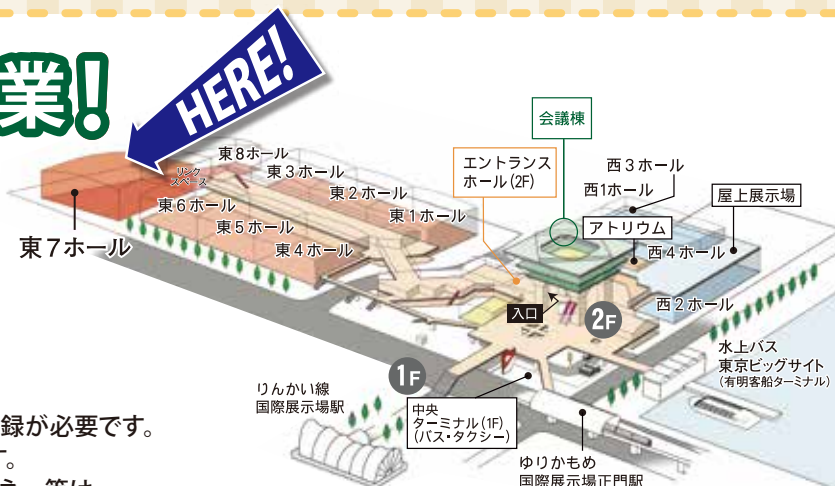 業!
HERE!
会議棟
エントランス
ホール(2F)
西3ホール
西1ホール
屋上展示場
アトリウム
西4ホール
西2ホール
東8ホール
リンク
スペース
東3ホール
東2ホール
東1ホール
東6ホール
東5ホール
東4ホール
東7ホール
入口
2F
1F
水上バス
東京ビッグサイト
(有明客船ターミナル)
りんかい線
国際展示場駅
中央
ターミナル(1F)
(バス・タクシー)
ゆりかもめ
国際展示場正門駅
録が必要です。
す。